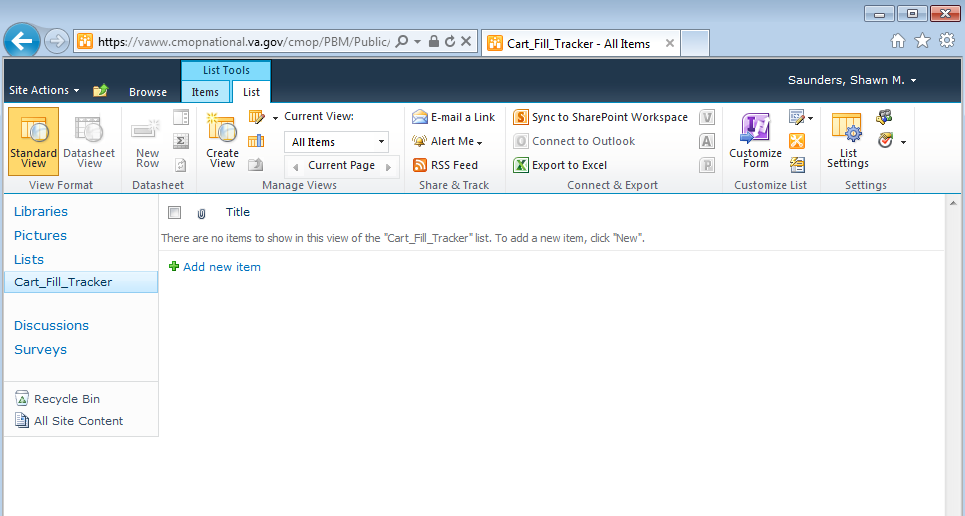 https://vaww.cmopnational.va.gov/cmop/PBM/Public/
Cart_Fill_Tracker - All Items
List Tools
Saunders, Shawn M.
Site Actions
Browse
Items
List
Standard View
Datasheet View
View Format
New Row
Datasheet
Create View
Current View:
All Items
Current Page
Manage Views
E-mail a Link
Alert Me
RSS Feed
Share & Track
Sync to SharePoint Workspace
Connect to Outlook
Export to Excel
Connect & Export
Customize Form
Customize List
List Settings
Settings
Libraries
Pictures
Lists
Cart_Fill_Tracker
Discussions
Surveys
Recycle Bin
All Site Content
Title
There are no items to show in this view of the "Cart_Fill_Tracker" list. To add a new item, click "New".
Add new item